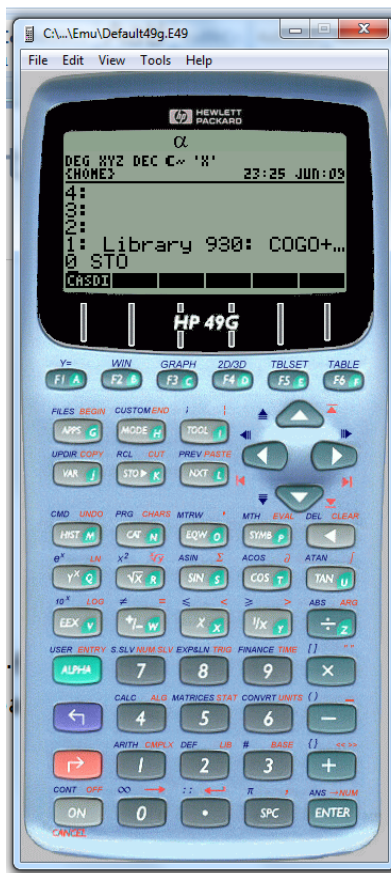 C:\...\Emu\Default49g.E49
File Edit View Tools Help
hp HEWLETT PACKARD
α
DEG XYZ DEC C~ 'X'
{HOME} 23:25 JUN:09
4:
3:
2:
1: Library 930: COGO+…
0 STO
CASDI
HP 49G
Y= WIN GRAPH 2D/3D TBLSET TABLE
F1 A F2 B F3 C F4 D F5 E F6 F
FILES BEGIN CUSTOM END
APPS G MODE H TOOL I
UPDIR COPY RCL CUT PREV PASTE
VAR J STO▶ K NXT L
CMD UNDO PRG CHARS MTRW ' MTH EVAL DEL CLEAR
HIST M CAT N EQW O SYMB P
e^x LN x² ASIN Σ ACOS ∂ ATAN ∫
Y^X Q √X R SIN S COS T TAN U
10^x LOG ≠ = ≤ < ≥ > ABS ARG
EEX V +/- W X X 1/X Y ÷ Z
USER ENTRY S.SLV NUM.SLV EXP&LN TRIG FINANCE TIME [ ] " "
ALPHA 7 8 9 ×
CALC ALG MATRICES STAT CONVRT UNITS ( ) _
4 5 6 −
ARITH CMPLX DEF LIB # BASE { } << >>
1 2 3 +
CONT OFF ∞ → : : ↵ π , ANS →NUM
ON 0 • SPC ENTER
CANCEL